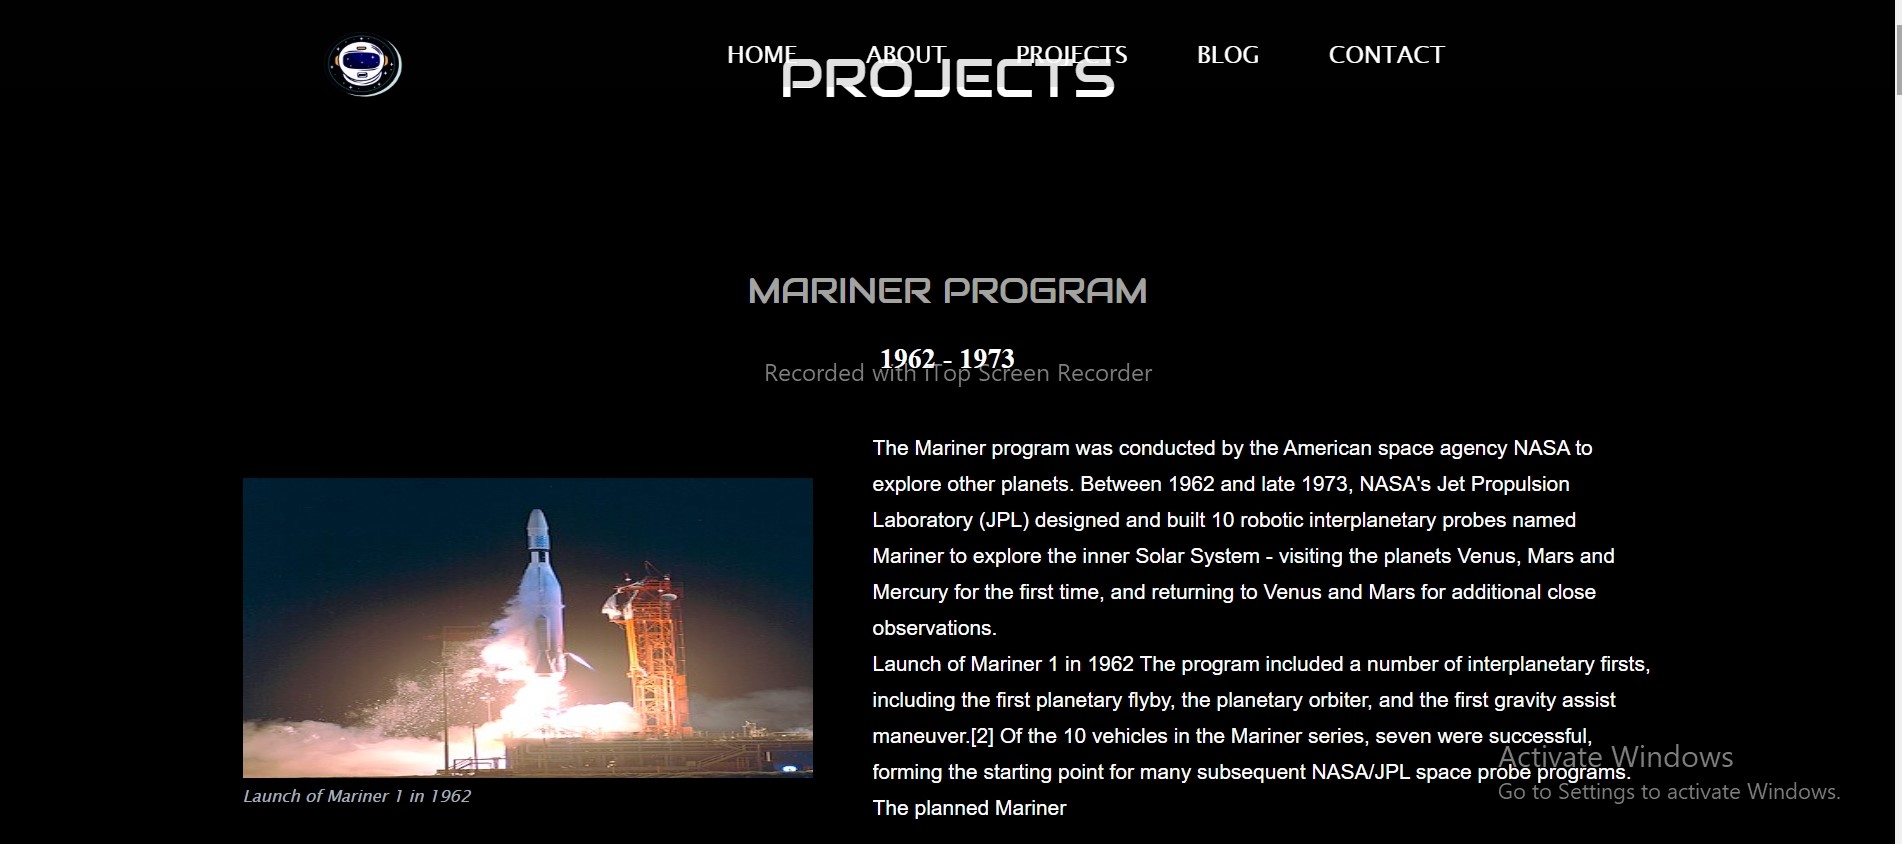 HOME ABOUT PROJECTS BLOG CONTACT
PROJECTS
MARINER PROGRAM
1962 - 1973
Recorded with iTop Screen Recorder
The Mariner program was conducted by the American space agency NASA to
explore other planets. Between 1962 and late 1973, NASA's Jet Propulsion
Laboratory (JPL) designed and built 10 robotic interplanetary probes named
Mariner to explore the inner Solar System - visiting the planets Venus, Mars and
Mercury for the first time, and returning to Venus and Mars for additional close
observations.
Launch of Mariner 1 in 1962 The program included a number of interplanetary firsts,
including the first planetary flyby, the planetary orbiter, and the first gravity assist
maneuver.[2] Of the 10 vehicles in the Mariner series, seven were successful,
forming the starting point for many subsequent NASA/JPL space probe programs.
The planned Mariner
Launch of Mariner 1 in 1962
Activate Windows
Go to Settings to activate Windows.